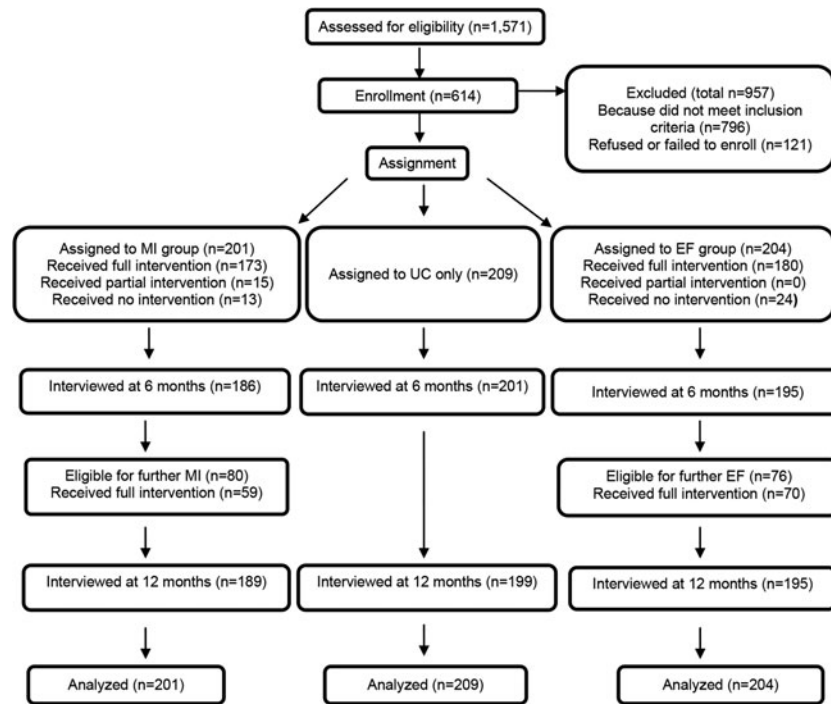 Assessed for eligibility (n=1,571)
Enrollment (n=614)
Excluded (total n=957)
Because did not meet inclusion
criteria (n=796)
Refused or failed to enroll (n=121)
Assignment
Assigned to MI group (n=201)
Received full intervention (n=173)
Received partial intervention (n=15)
Received no intervention (n=13)
Assigned to UC only (n=209)
Assigned to EF group (n=204)
Received full intervention (n=180)
Received partial intervention (n=0)
Received no intervention (n=24)
Interviewed at 6 months (n=186)
Interviewed at 6 months (n=201)
Interviewed at 6 months (n=195)
Eligible for further MI (n=80)
Received full intervention (n=59)
Eligible for further EF (n=76)
Received full intervention (n=70)
Interviewed at 12 months (n=189)
Interviewed at 12 months (n=199)
Interviewed at 12 months (n=195)
Analyzed (n=201)
Analyzed (n=209)
Analyzed (n=204)